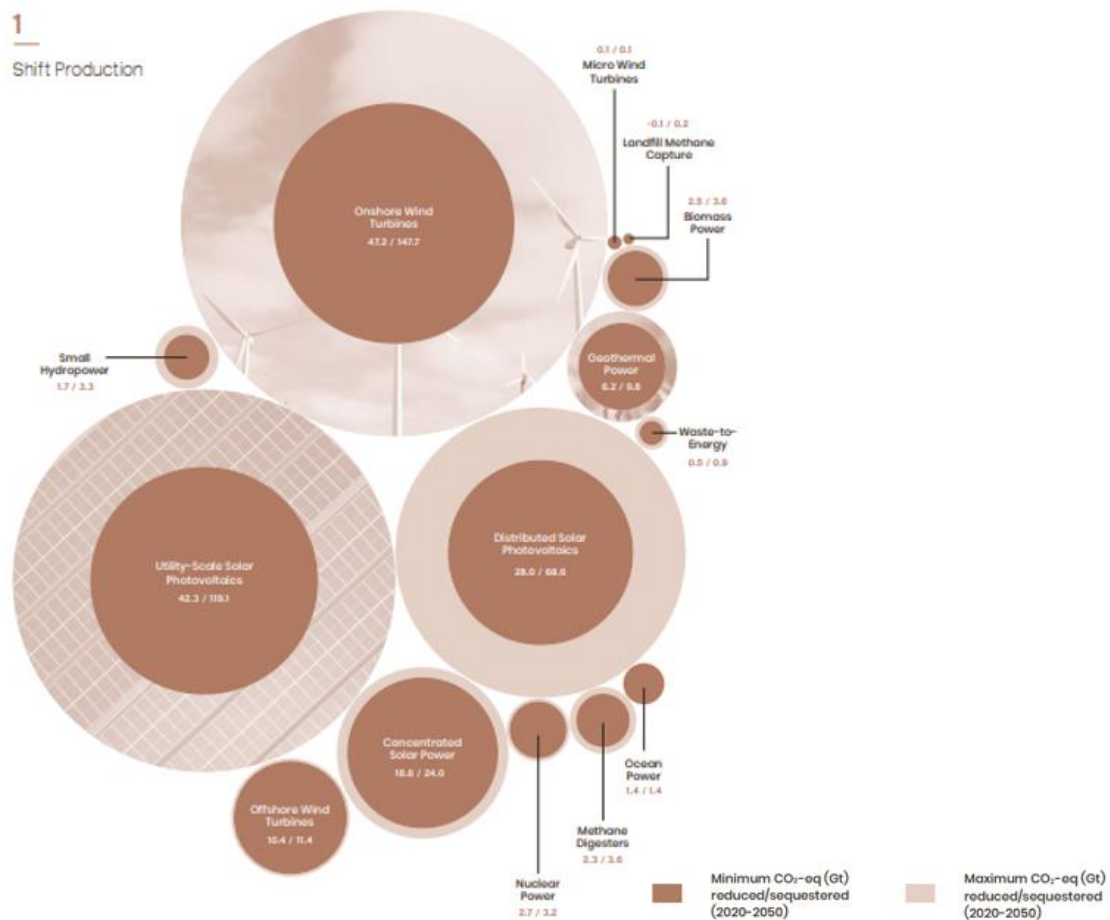 1
Shift Production
0.1 / 0.1
Micro Wind
Turbines
-0.1 / 0.2
Landfill Methane
Capture
2.5 / 3.6
Biomass
Power
Onshore Wind
Turbines
47.2 / 147.7
Geothermal
Power
6.2 / 9.8
Small
Hydropower
1.7 / 3.3
Waste-to-
Energy
Distributed Solar
Photovoltaics
28.0 / 68.6
Utility-Scale Solar
Photovoltaics
42.3 / 119.1
Concentrated
Solar Power
18.6 / 24.0
Ocean
Power
1.4 / 1.4
Offshore Wind
Turbines
10.4 / 11.4
Methane
Digesters
2.3 / 3.6
Nuclear
Power
2.7 / 3.2
Minimum CO₂-eq (Gt)
reduced/sequestered
(2020-2050)
Maximum CO₂-eq (Gt)
reduced/sequestered
(2020-2050)